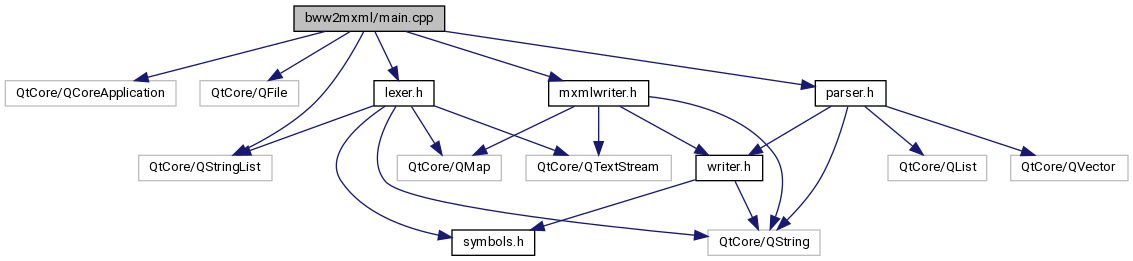 bww2mxml/main.cpp
QtCore/QCoreApplication
QtCore/QFile
lexer.h
mxmlwriter.h
parser.h
QtCore/QStringList
QtCore/QMap
QtCore/QTextStream
writer.h
QtCore/QList
QtCore/QVector
symbols.h
QtCore/QString